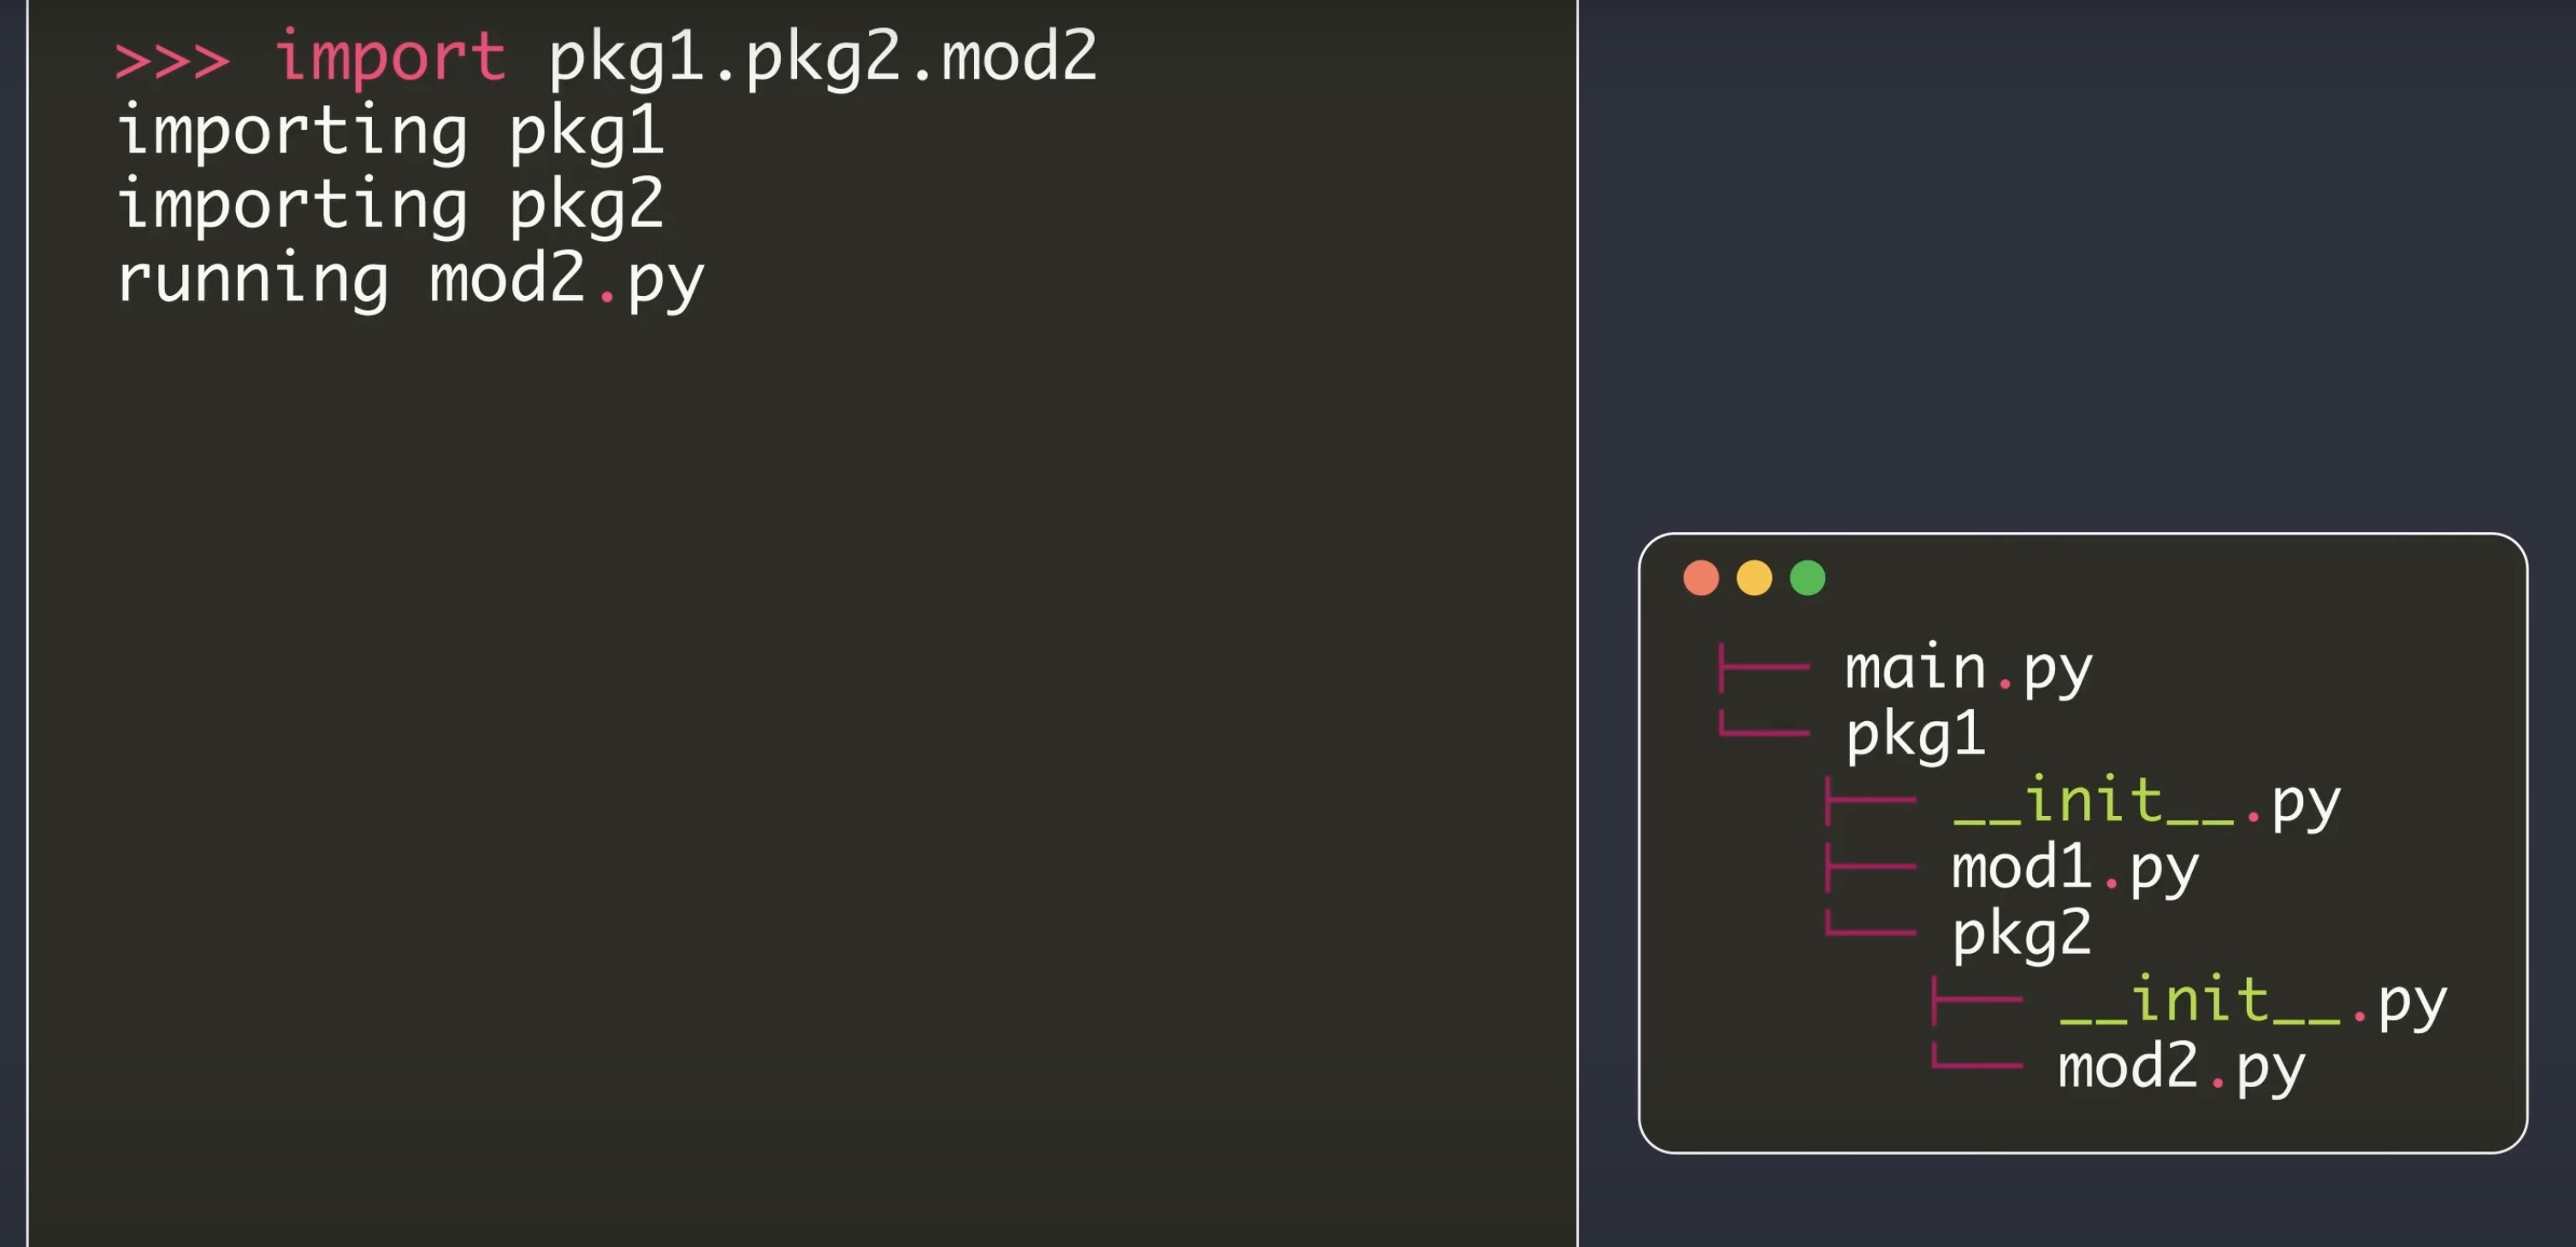 >>> import pkg1.pkg2.mod2
importing pkg1
importing pkg2
running mod2.py
main.py
pkg1
__init__.py
mod1.py
pkg2
__init__.py
mod2.py